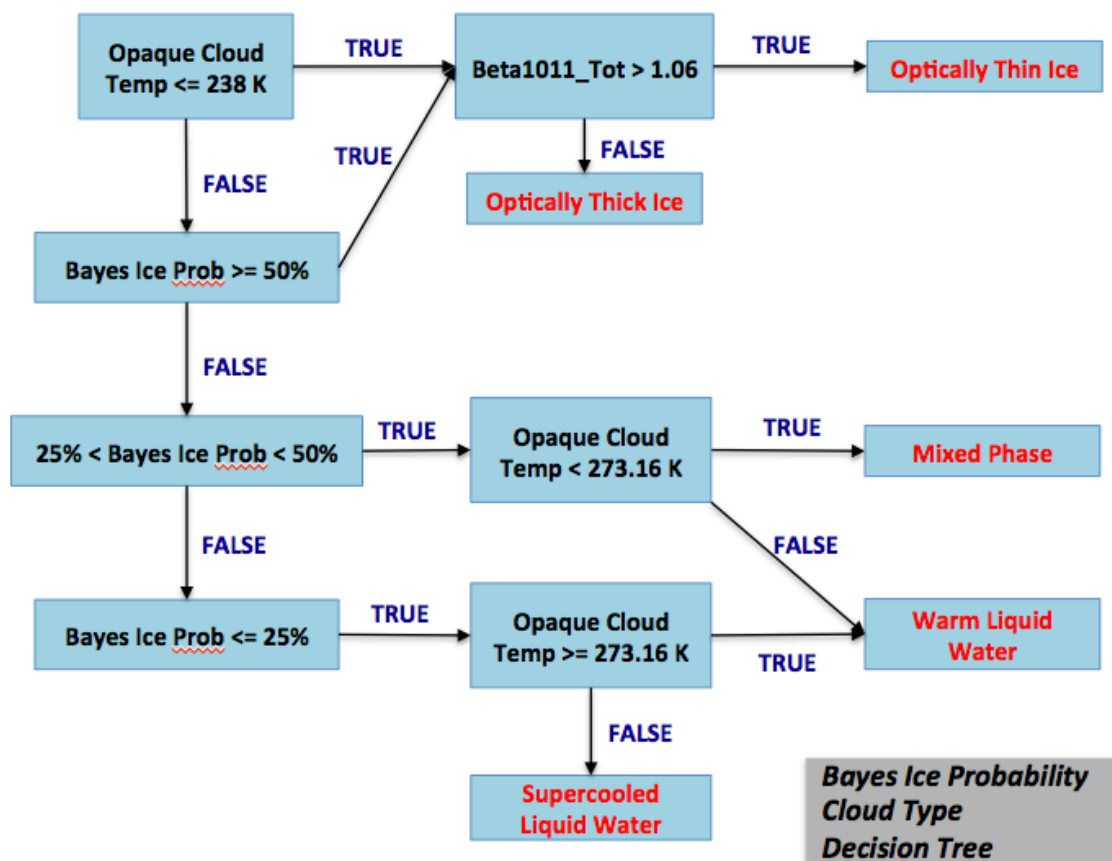 Opaque Cloud
Temp <= 238 K
TRUE
Beta1011_Tot > 1.06
TRUE
Optically Thin Ice
TRUE
FALSE
FALSE
Optically Thick Ice
Bayes Ice Prob >= 50%
FALSE
25% < Bayes Ice Prob < 50%
TRUE
Opaque Cloud
Temp < 273.16 K
TRUE
Mixed Phase
FALSE
FALSE
Bayes Ice Prob <= 25%
TRUE
Opaque Cloud
Temp >= 273.16 K
TRUE
Warm Liquid
Water
FALSE
Supercooled
Liquid Water
Bayes Ice Probability
Cloud Type
Decision Tree